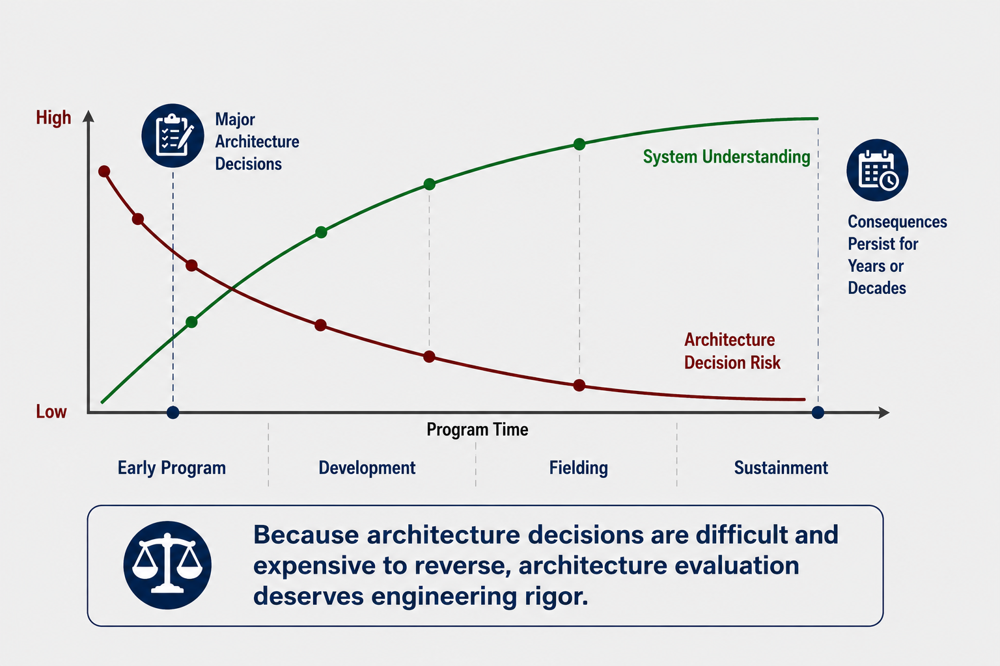 High
Major
Architecture
Decisions
System Understanding
Consequences
Persist for
Years or
Decades
Architecture
Decision Risk
Low
Program Time
Early Program
Development
Fielding
Sustainment
Because architecture decisions are difficult and
expensive to reverse, architecture evaluation
deserves engineering rigor.